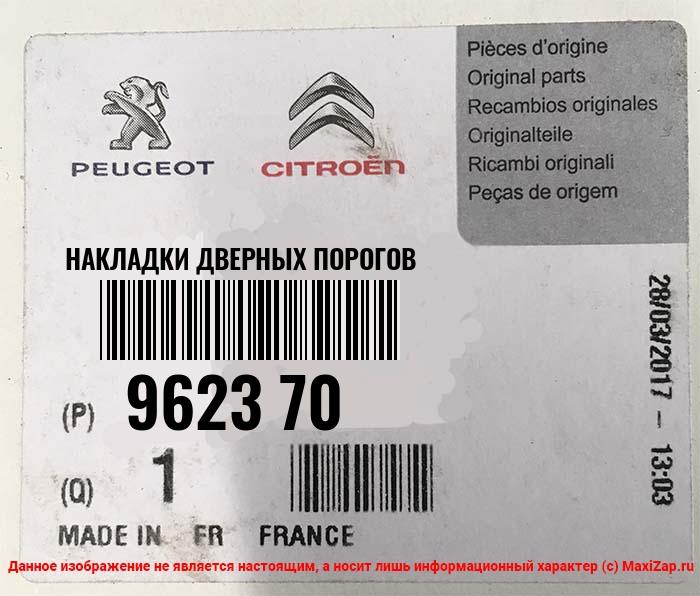 PEUGEOT
CITROËN
Pièces d'origine
Original parts
Recambios originales
Originalteile
Ricambi originali
Peças de origem
НАКЛАДКИ ДВЕРНЫХ ПОРОГОВ
(P) 9623 70
(Q) 1
MADE IN FR FRANCE
28/03/2017 - 13:03
Данное изображение не является настоящим, а носит лишь информационный характер (c) MaxiZap.ru